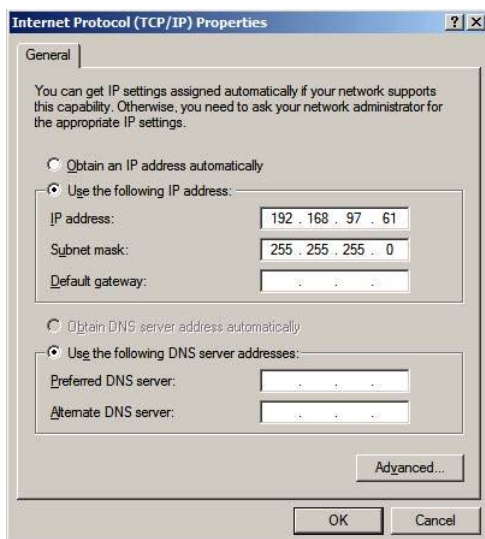 Internet Protocol (TCP/IP) Properties
General
You can get IP settings assigned automatically if your network supports
this capability. Otherwise, you need to ask your network administrator for
the appropriate IP settings.
Obtain an IP address automatically
Use the following IP address:
IP address: 192 . 168 . 97 . 61
Subnet mask: 255 . 255 . 255 . 0
Default gateway: . . .
Obtain DNS server address automatically
Use the following DNS server addresses:
Preferred DNS server: . . .
Alternate DNS server: . . .
Advanced...
OK Cancel